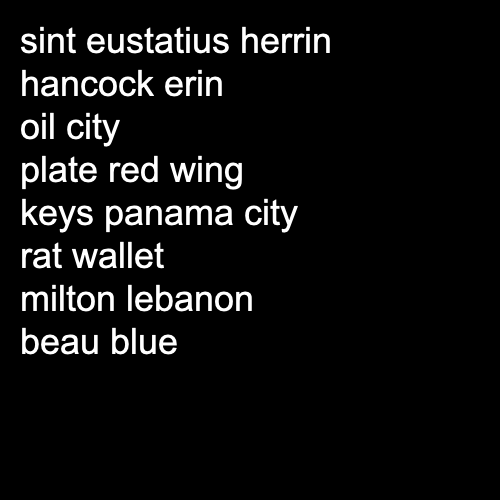 sint eustatius herrin
hancock erin
oil city
plate red wing
keys panama city
rat wallet
milton lebanon
beau blue